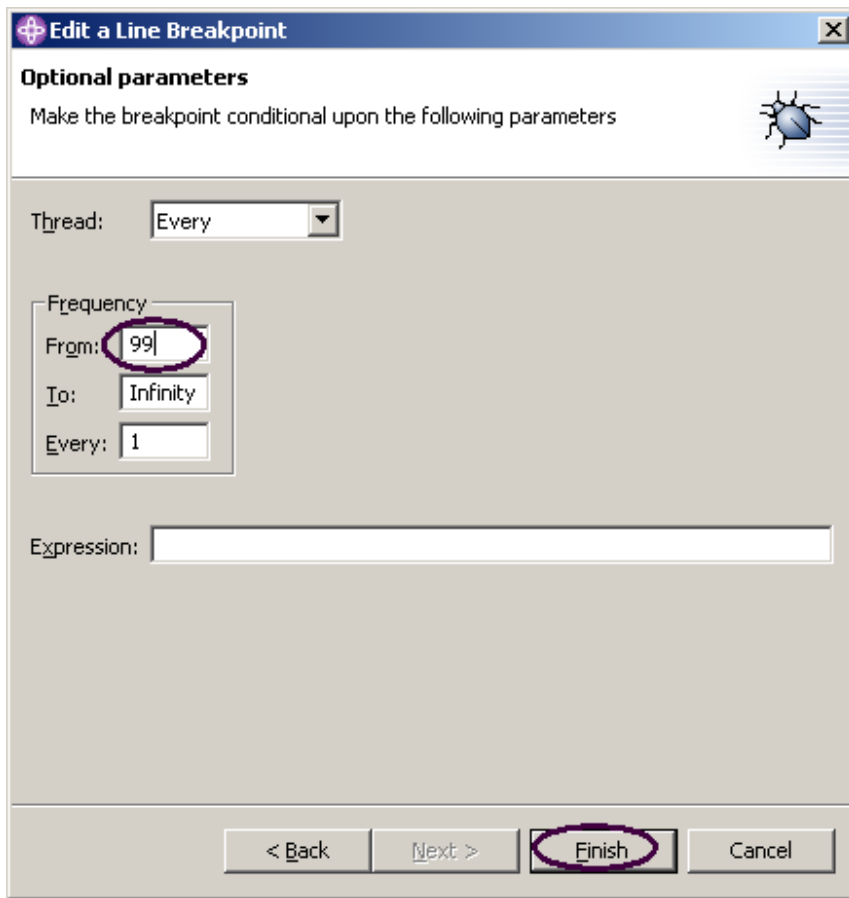 Edit a Line Breakpoint
Optional parameters
Make the breakpoint conditional upon the following parameters
Thread: Every
Frequency
From: 99
To: Infinity
Every: 1
Expression:
< Back Next > Finish Cancel